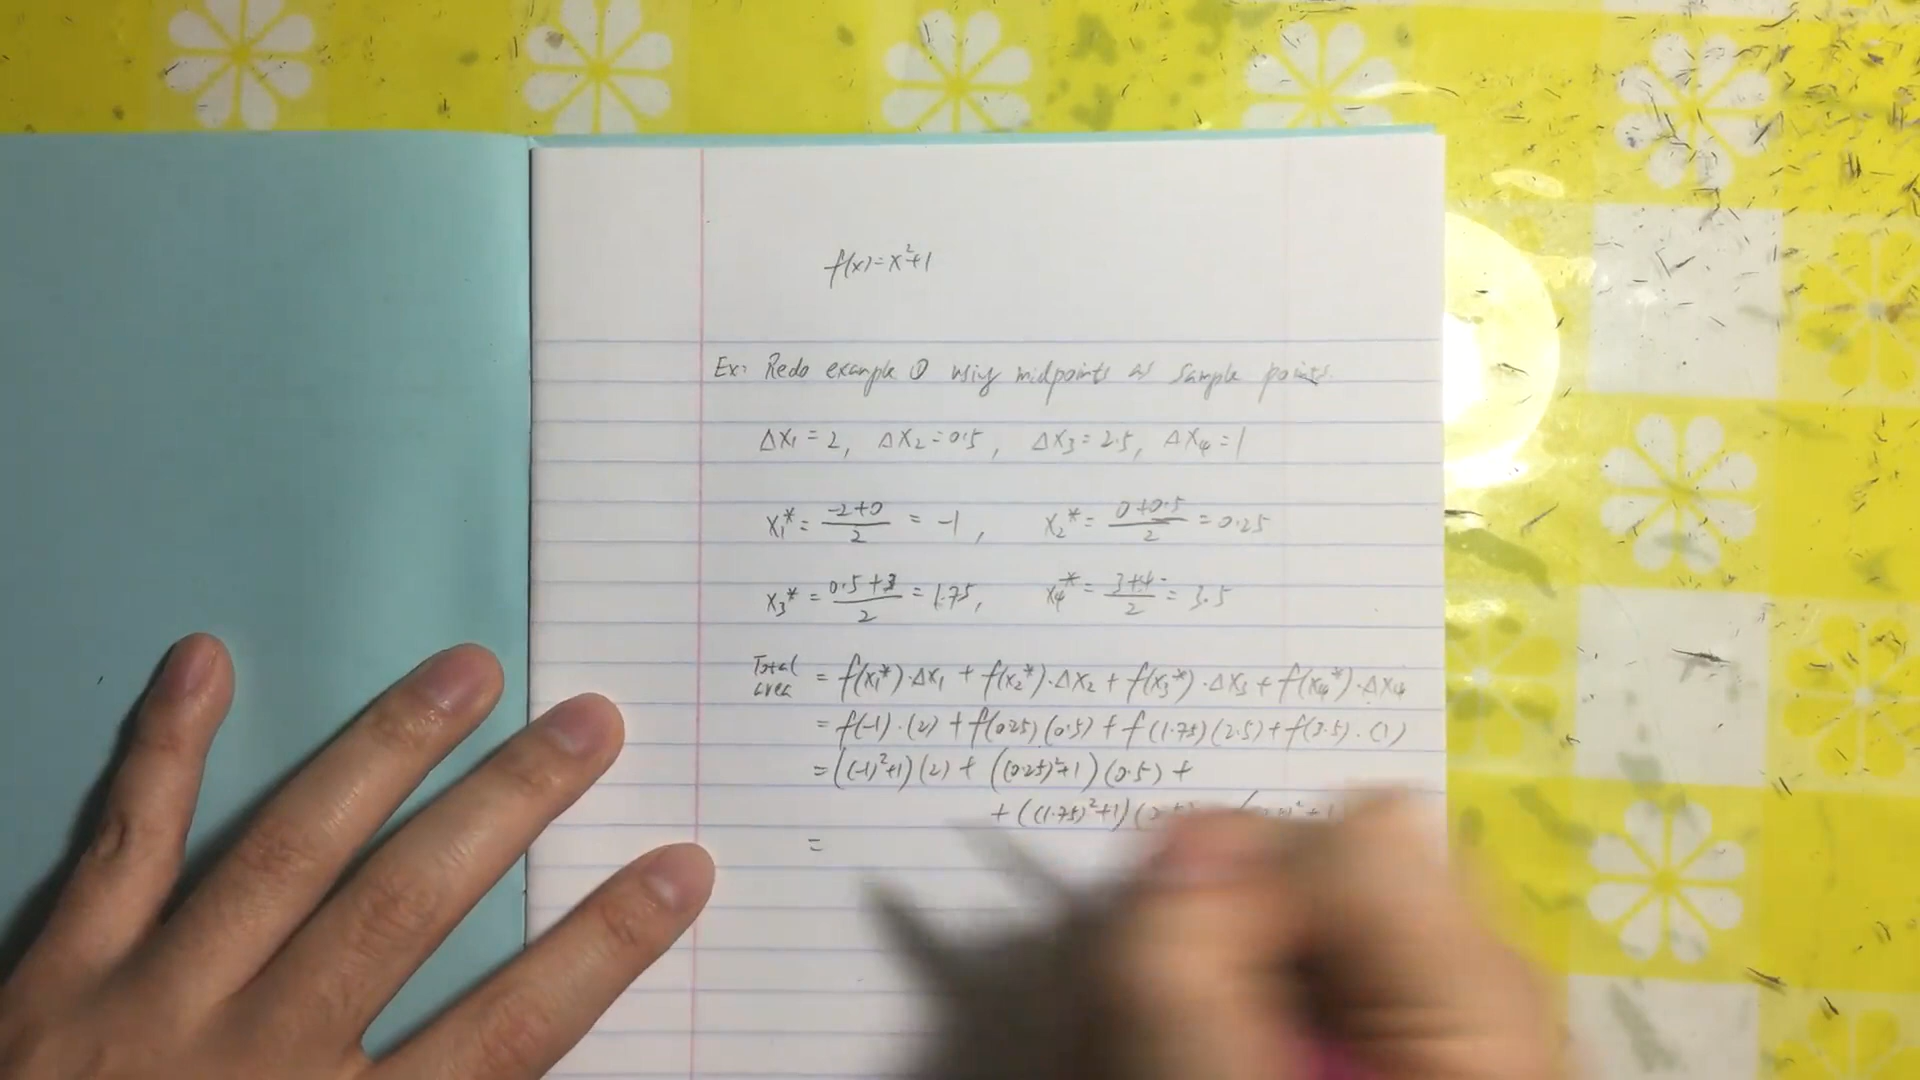 f(x)=x²+1
Ex: Redo example ① using midpoints as sample points.
Δx₁=2, Δx₂=0.5, Δx₃=2.5, Δx₄=1
x₁* = (-2+0)/2 = -1, x₂* = (0+0.5)/2 = 0.25
x₃* = (0.5+3)/2 = 1.75, x₄* = (3+4)/2 = 3.5
Total area = f(x₁*)·Δx₁ + f(x₂*)·Δx₂ + f(x₃*)·Δx₃ + f(x₄*)·Δx₄
= f(-1)·(2) + f(0.25)(0.5) + f(1.75)(2.5) + f(3.5)·(1)
= ((-1)²+1)(2) + ((0.25)²+1)(0.5) +
+ ((1.75)²+1)
=